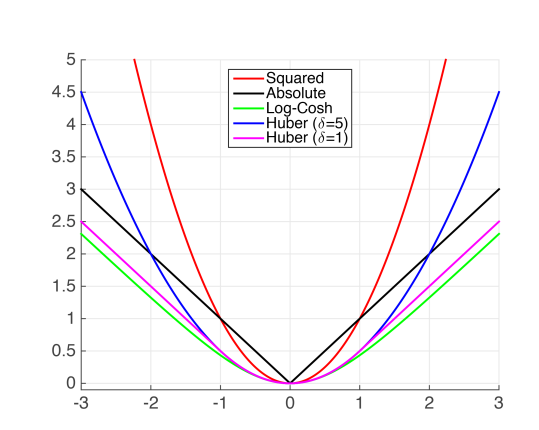 5
4.5
4
3.5
3
2.5
2
1.5
1
0.5
0
Squared
Absolute
Log-Cosh
Huber (δ=5)
Huber (δ=1)
-3 -2 -1 0 1 2 3